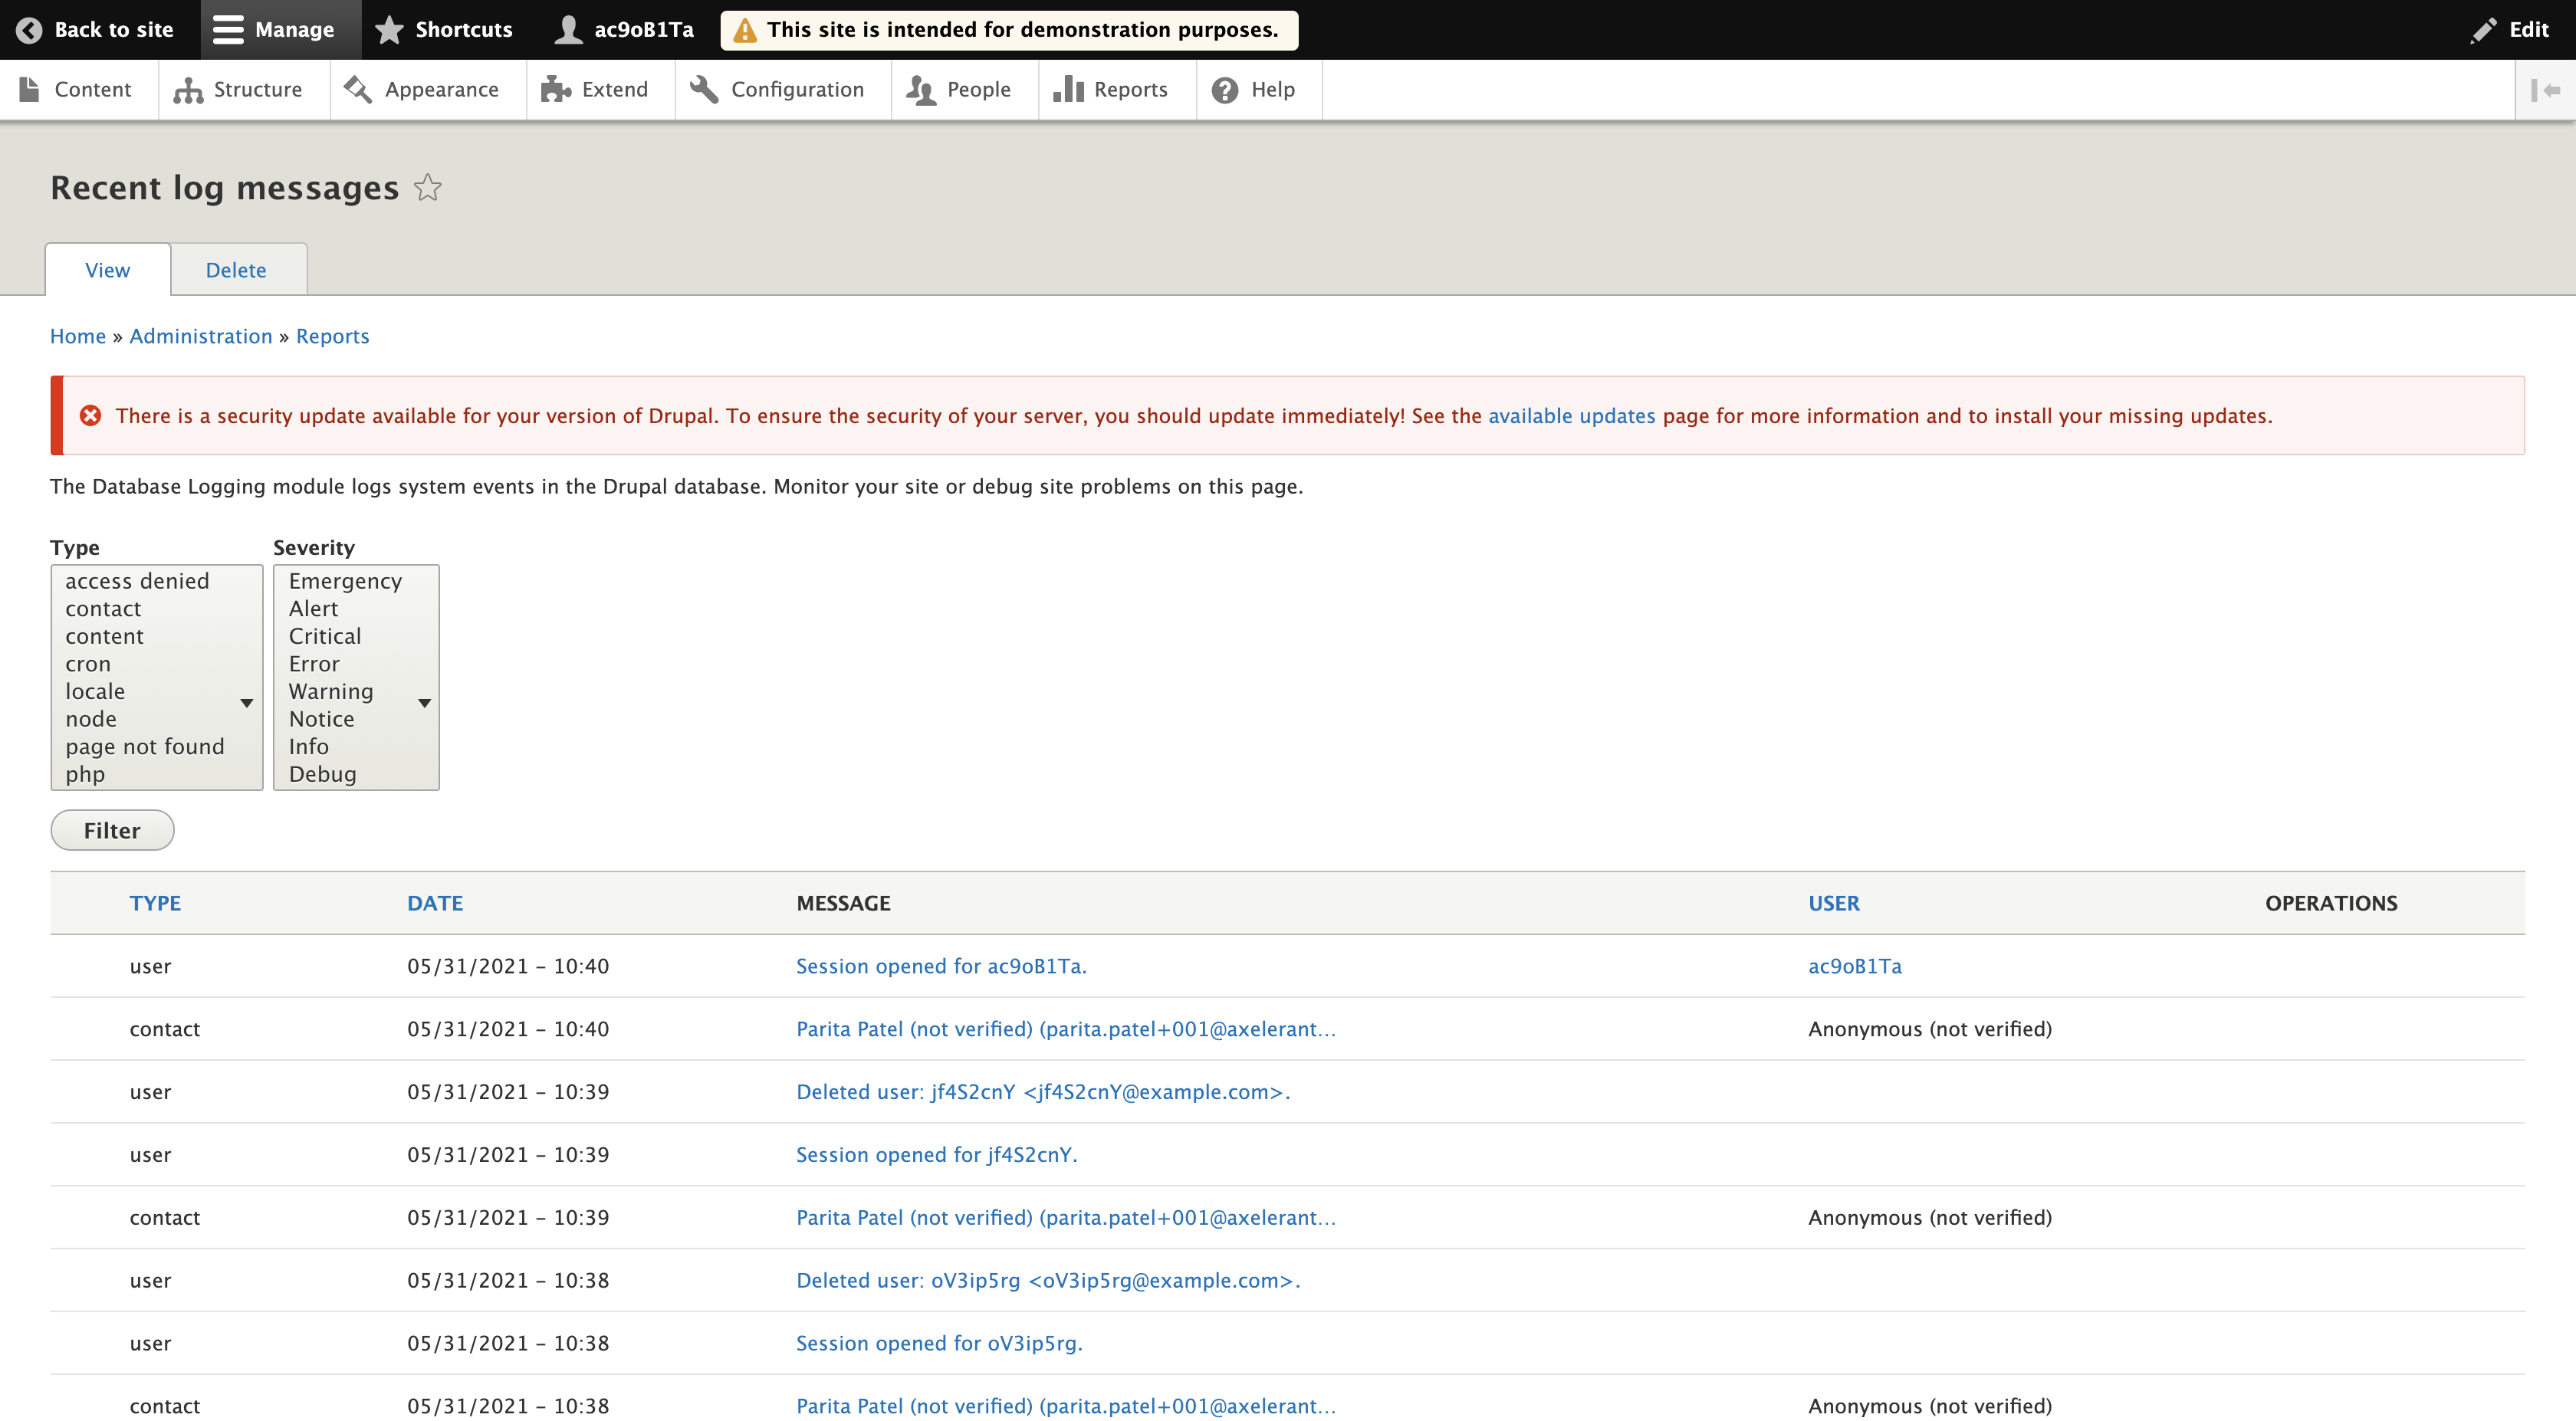 Back to site Manage Shortcuts ac9oB1Ta This site is intended for demonstration purposes. Edit
Content Structure Appearance Extend Configuration People Reports Help
Recent log messages
View Delete
Home » Administration » Reports
There is a security update available for your version of Drupal. To ensure the security of your server, you should update immediately! See the available updates page for more information and to install your missing updates.
The Database Logging module logs system events in the Drupal database. Monitor your site or debug site problems on this page.
Type Severity
access denied Emergency
contact Alert
content Critical
cron Error
locale Warning
node Notice
page not found Info
php Debug
Filter
TYPE DATE MESSAGE USER OPERATIONS
user 05/31/2021 – 10:40 Session opened for ac9oB1Ta. ac9oB1Ta
contact 05/31/2021 – 10:40 Parita Patel (not verified) (parita.patel+001@axelerant… Anonymous (not verified)
user 05/31/2021 – 10:39 Deleted user: jf4S2cnY <jf4S2cnY@example.com>.
user 05/31/2021 – 10:39 Session opened for jf4S2cnY.
contact 05/31/2021 – 10:39 Parita Patel (not verified) (parita.patel+001@axelerant… Anonymous (not verified)
user 05/31/2021 – 10:38 Deleted user: oV3ip5rg <oV3ip5rg@example.com>.
user 05/31/2021 – 10:38 Session opened for oV3ip5rg.
contact 05/31/2021 – 10:38 Parita Patel (not verified) (parita.patel+001@axelerant… Anonymous (not verified)